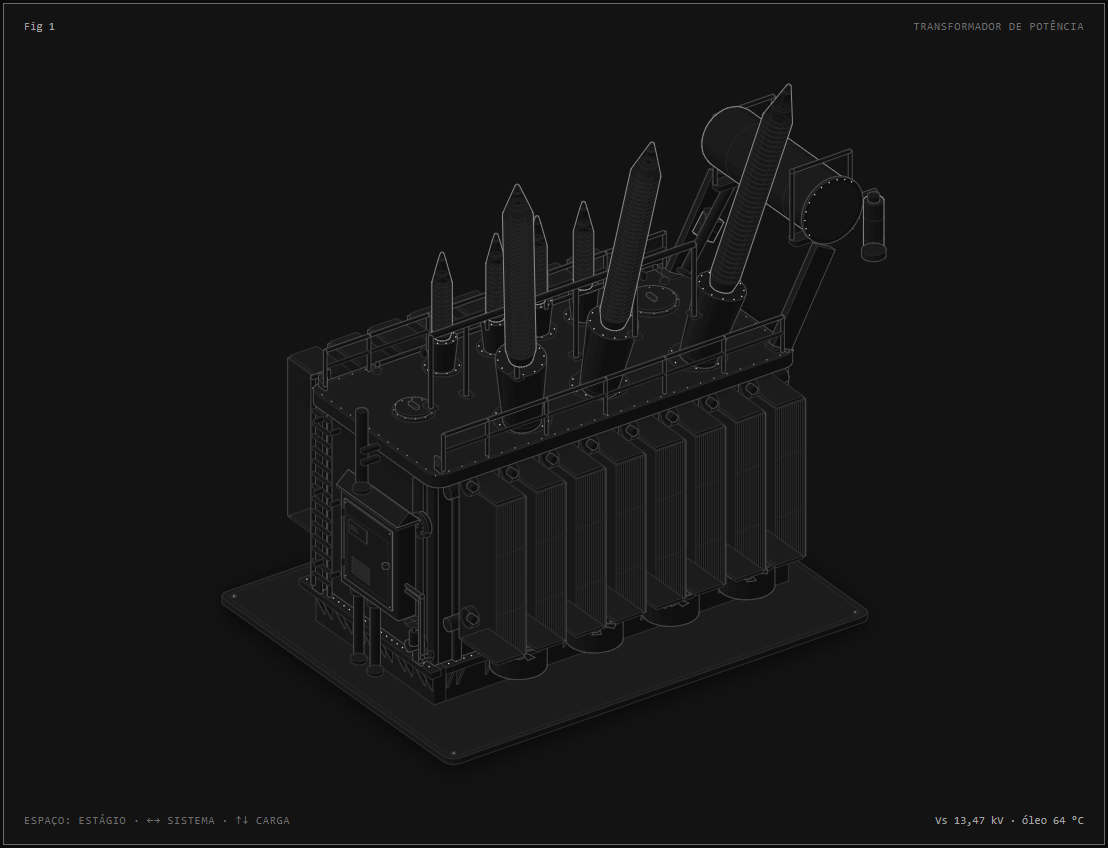 Fig 1
TRANSFORMADOR DE POTÊNCIA
ESPAÇO: ESTÁGIO · ←→ SISTEMA · ↑↓ CARGA
Vs 13,47 kV · óleo 64 °C